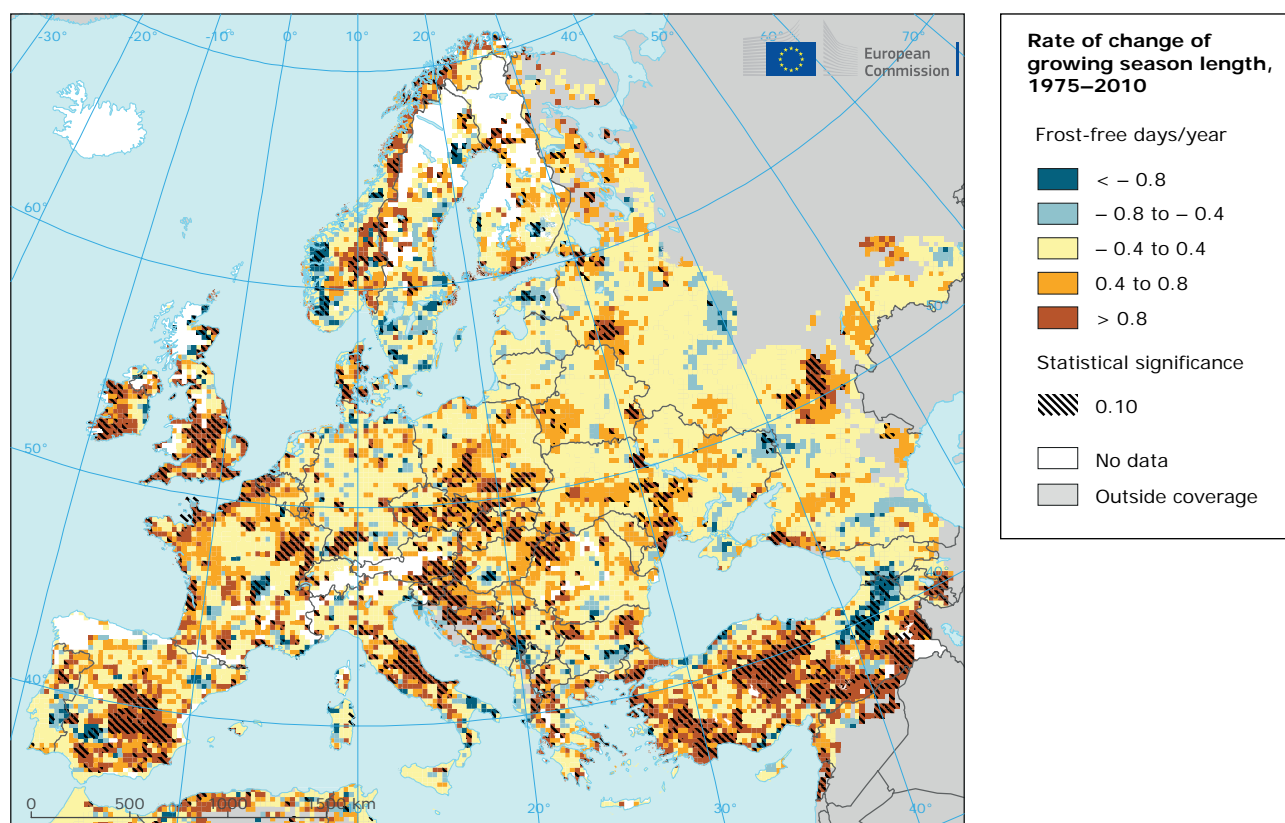 -30°
-20°
-10°
0°
10°
20°
30°
40°
50°
60°
70°
60°
50°
40°
40°
0
500
1000
1500 km
20°
30°
40°
European
Commission
Rate of change of
growing season length,
1975–2010
Frost-free days/year
< – 0.8
– 0.8 to – 0.4
– 0.4 to 0.4
0.4 to 0.8
> 0.8
Statistical significance
0.10
No data
Outside coverage